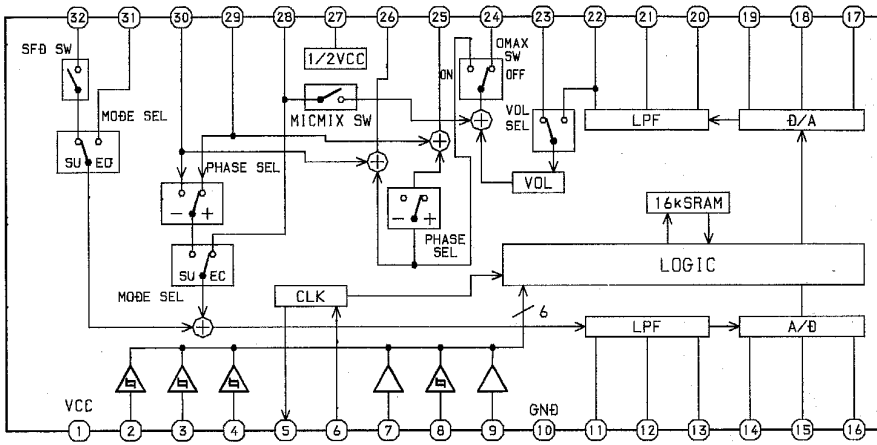 32 31 30 29 28 27 26 25 24 23 22 21 20 19 18 17
SFD SW
1/2VCC
OMAX
SW
ON OFF
MICMIX SW
MODE SEL
VOL
SEL
LPF
D/A
SU EO
PHASE SEL
- +
VOL
16kSRAM
- +
PHASE
SEL
SU EC
LOGIC
MODE SEL
CLK
6
LPF
A/D
VCC
GND
1 2 3 4 5 6 7 8 9 10 11 12 13 14 15 16